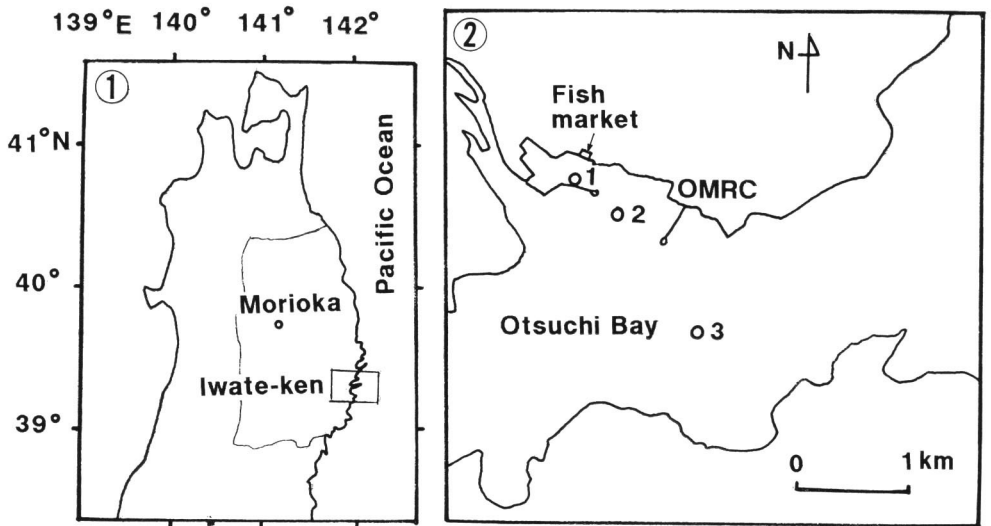 139°E 140° 141° 142°
①
41°N
40°
39°
Pacific Ocean
Morioka
Iwate-ken
②
N
Fish
market
1
OMRC
2
Otsuchi Bay
3
0 1 km